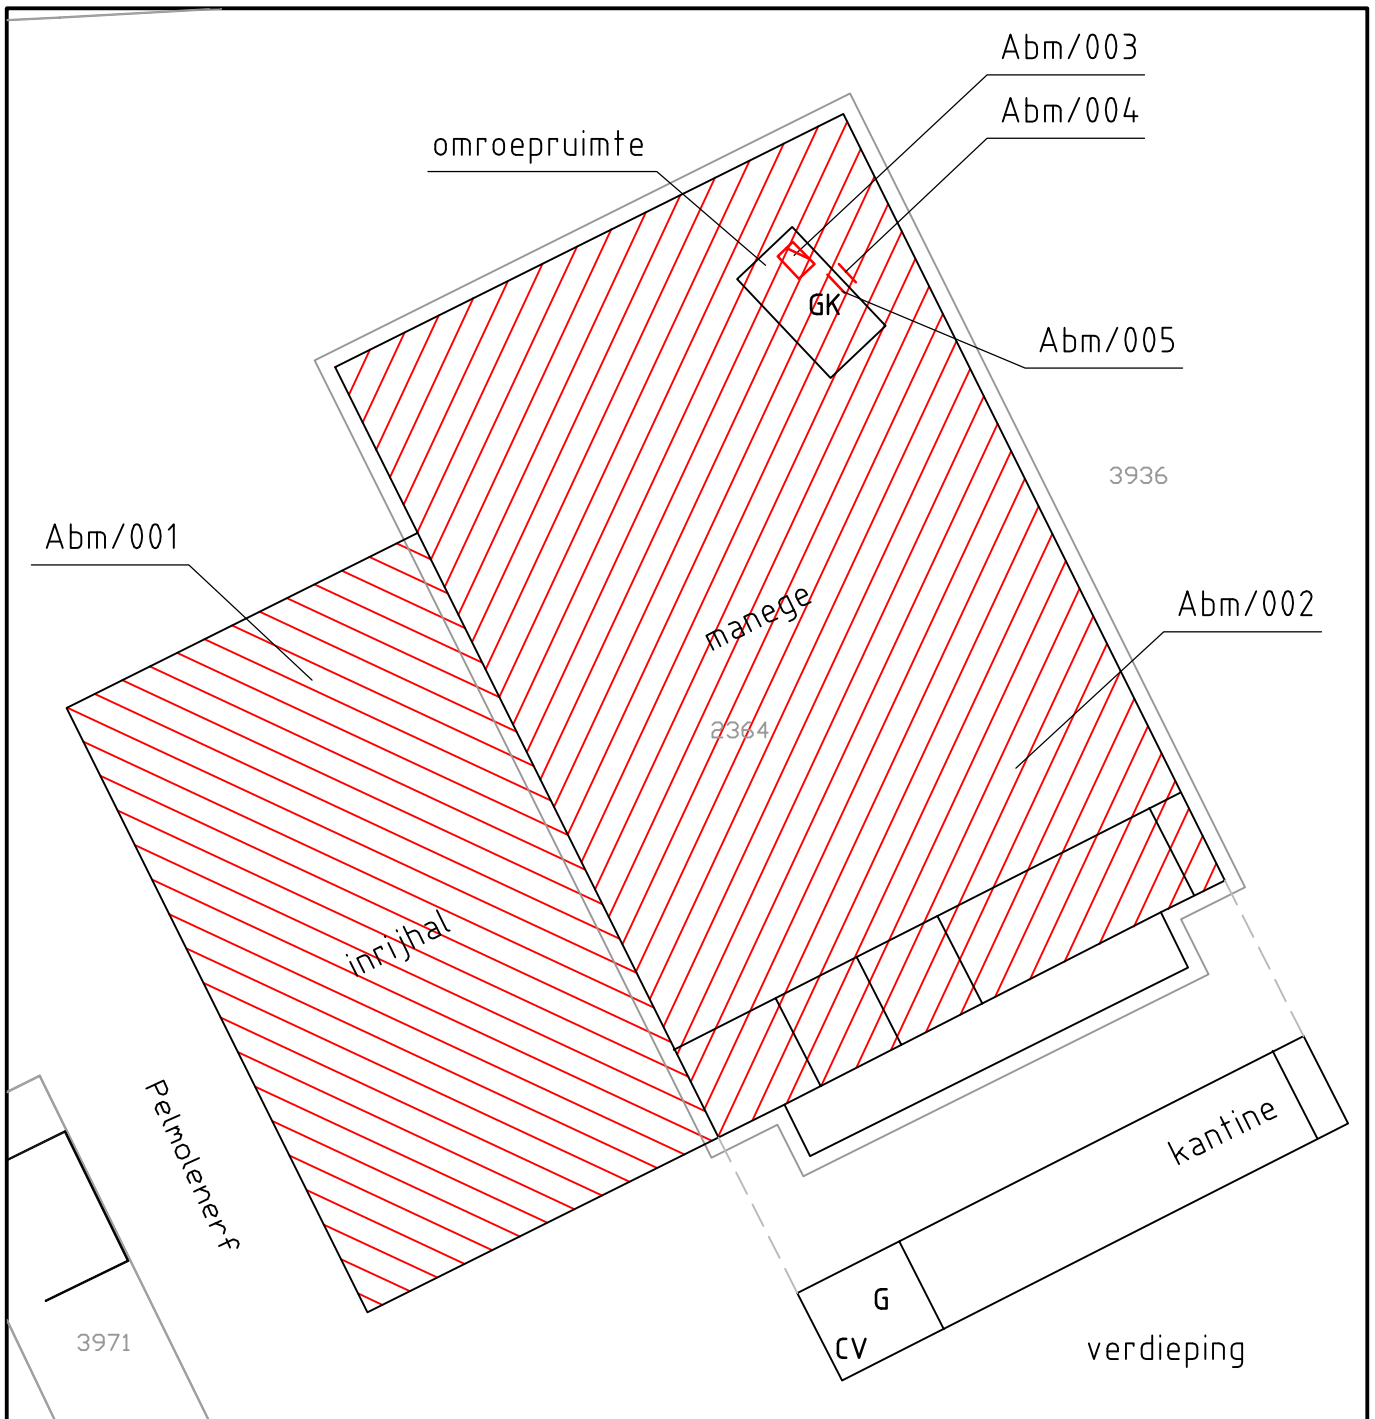 Abm/003
Abm/004
omroepruimte
GK
Abm/005
3936
Abm/001
manege
Abm/002
2364
inrijhal
Pelmolenerf
kantine
G
CV
3971
verdieping